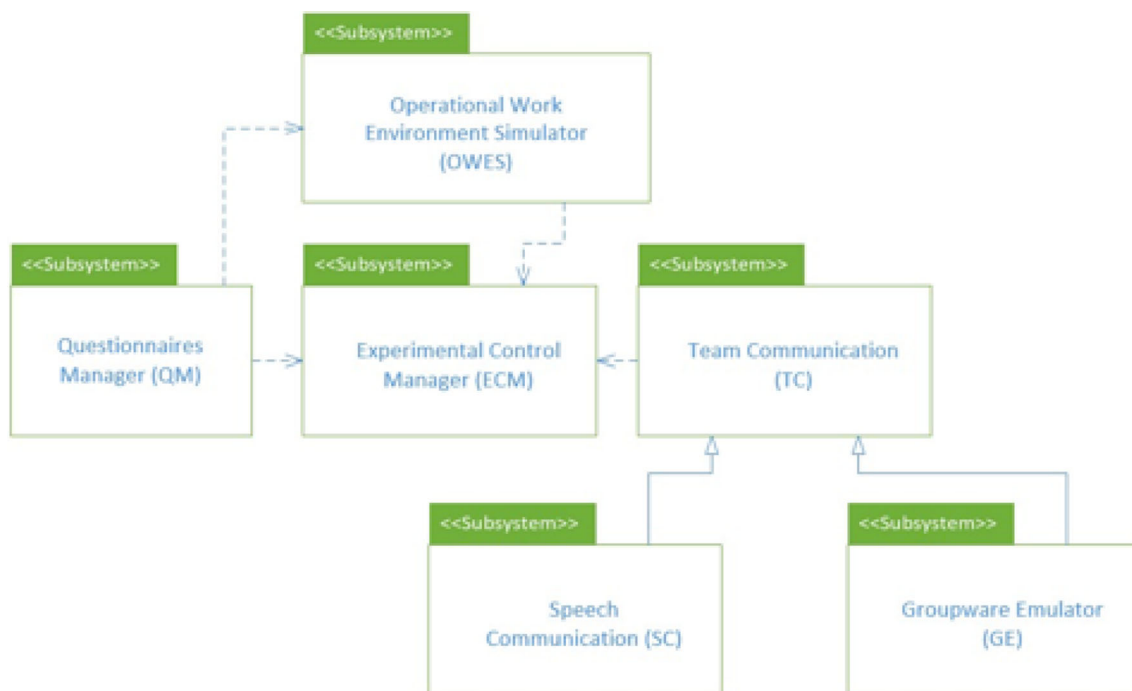 <<Subsystem>>
Operational Work
Environment Simulator
(OWES)
<<Subsystem>>
Questionnaires
Manager (QM)
<<Subsystem>>
Experimental Control
Manager (ECM)
<<Subsystem>>
Team Communication
(TC)
<<Subsystem>>
Speech
Communication (SC)
<<Subsystem>>
Groupware Emulator
(GE)